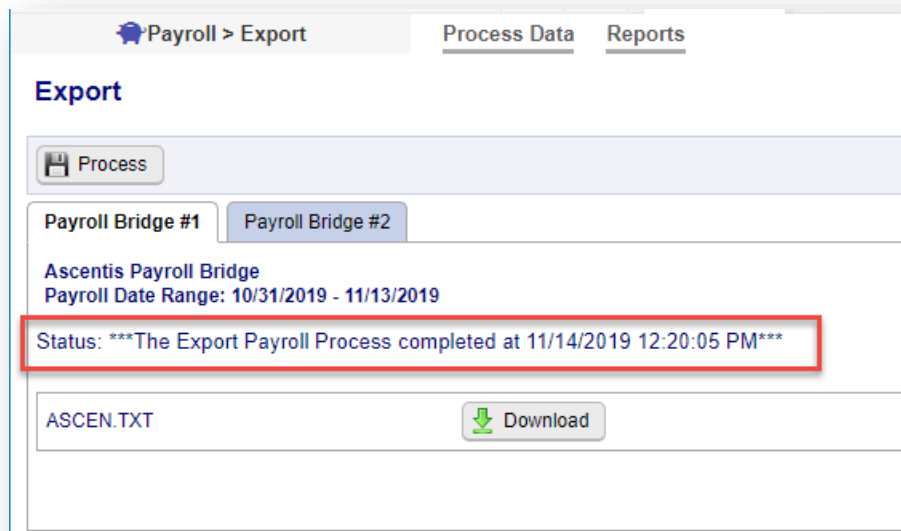 Payroll > Export Process Data Reports
Export
Process
Payroll Bridge #1 Payroll Bridge #2
Ascentis Payroll Bridge
Payroll Date Range: 10/31/2019 - 11/13/2019
Status: ***The Export Payroll Process completed at 11/14/2019 12:20:05 PM***
ASCEN.TXT Download